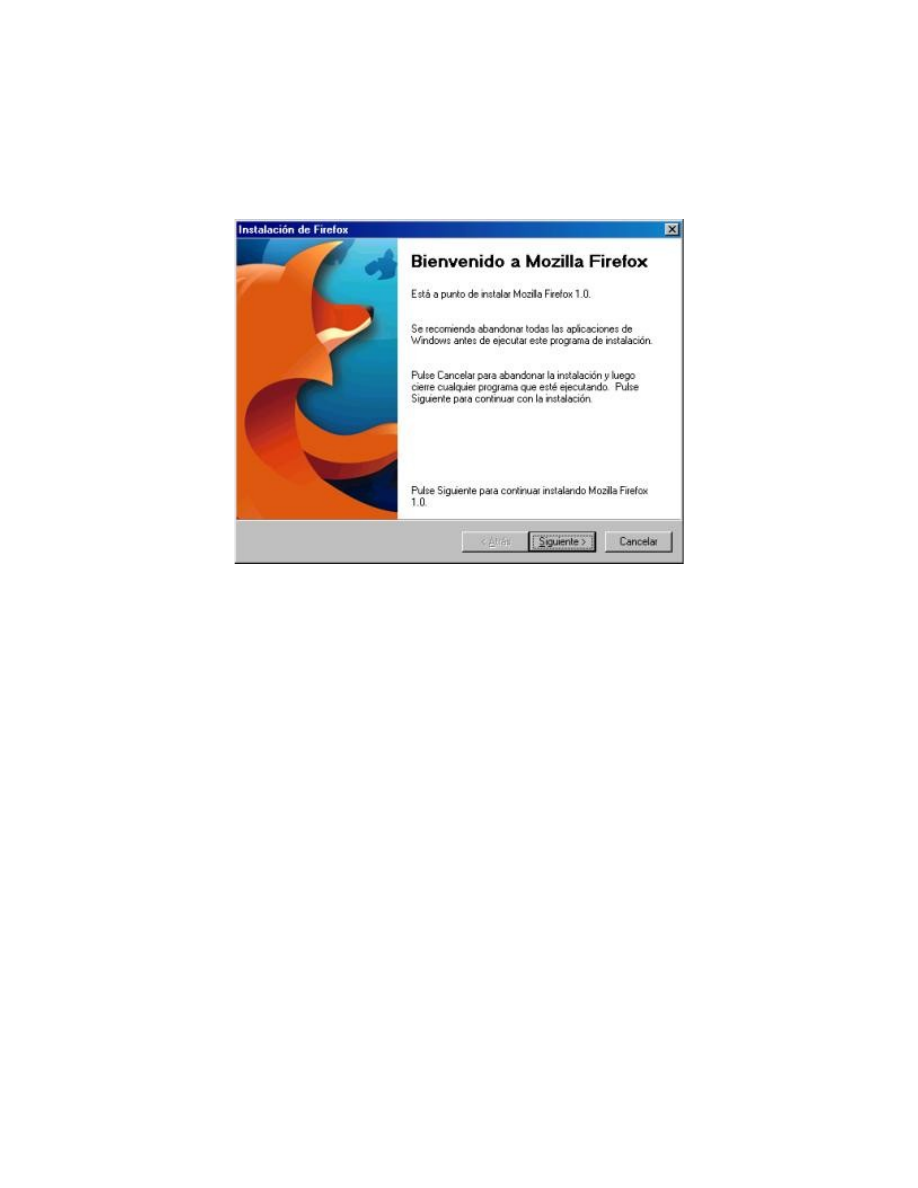 Instalación de Firefox
Bienvenido a Mozilla Firefox
Está a punto de instalar Mozilla Firefox 1.0.
Se recomienda abandonar todas las aplicaciones de
Windows antes de ejecutar este programa de instalación.
Pulse Cancelar para abandonar la instalación y luego
cierre cualquier programa que esté ejecutando.  Pulse
Siguiente para continuar con la instalación.
Pulse Siguiente para continuar instalando Mozilla Firefox
1.0.
< Atrás
Siguiente >
Cancelar